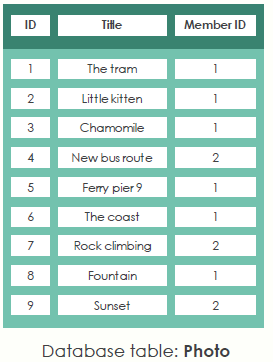 ID Title Member ID
1 The tram 1
2 Little kitten 1
3 Chamomile 1
4 New bus route 2
5 Ferry pier 9 1
6 The coast 1
7 Rock climbing 2
8 Fountain 1
9 Sunset 2
Database table: Photo